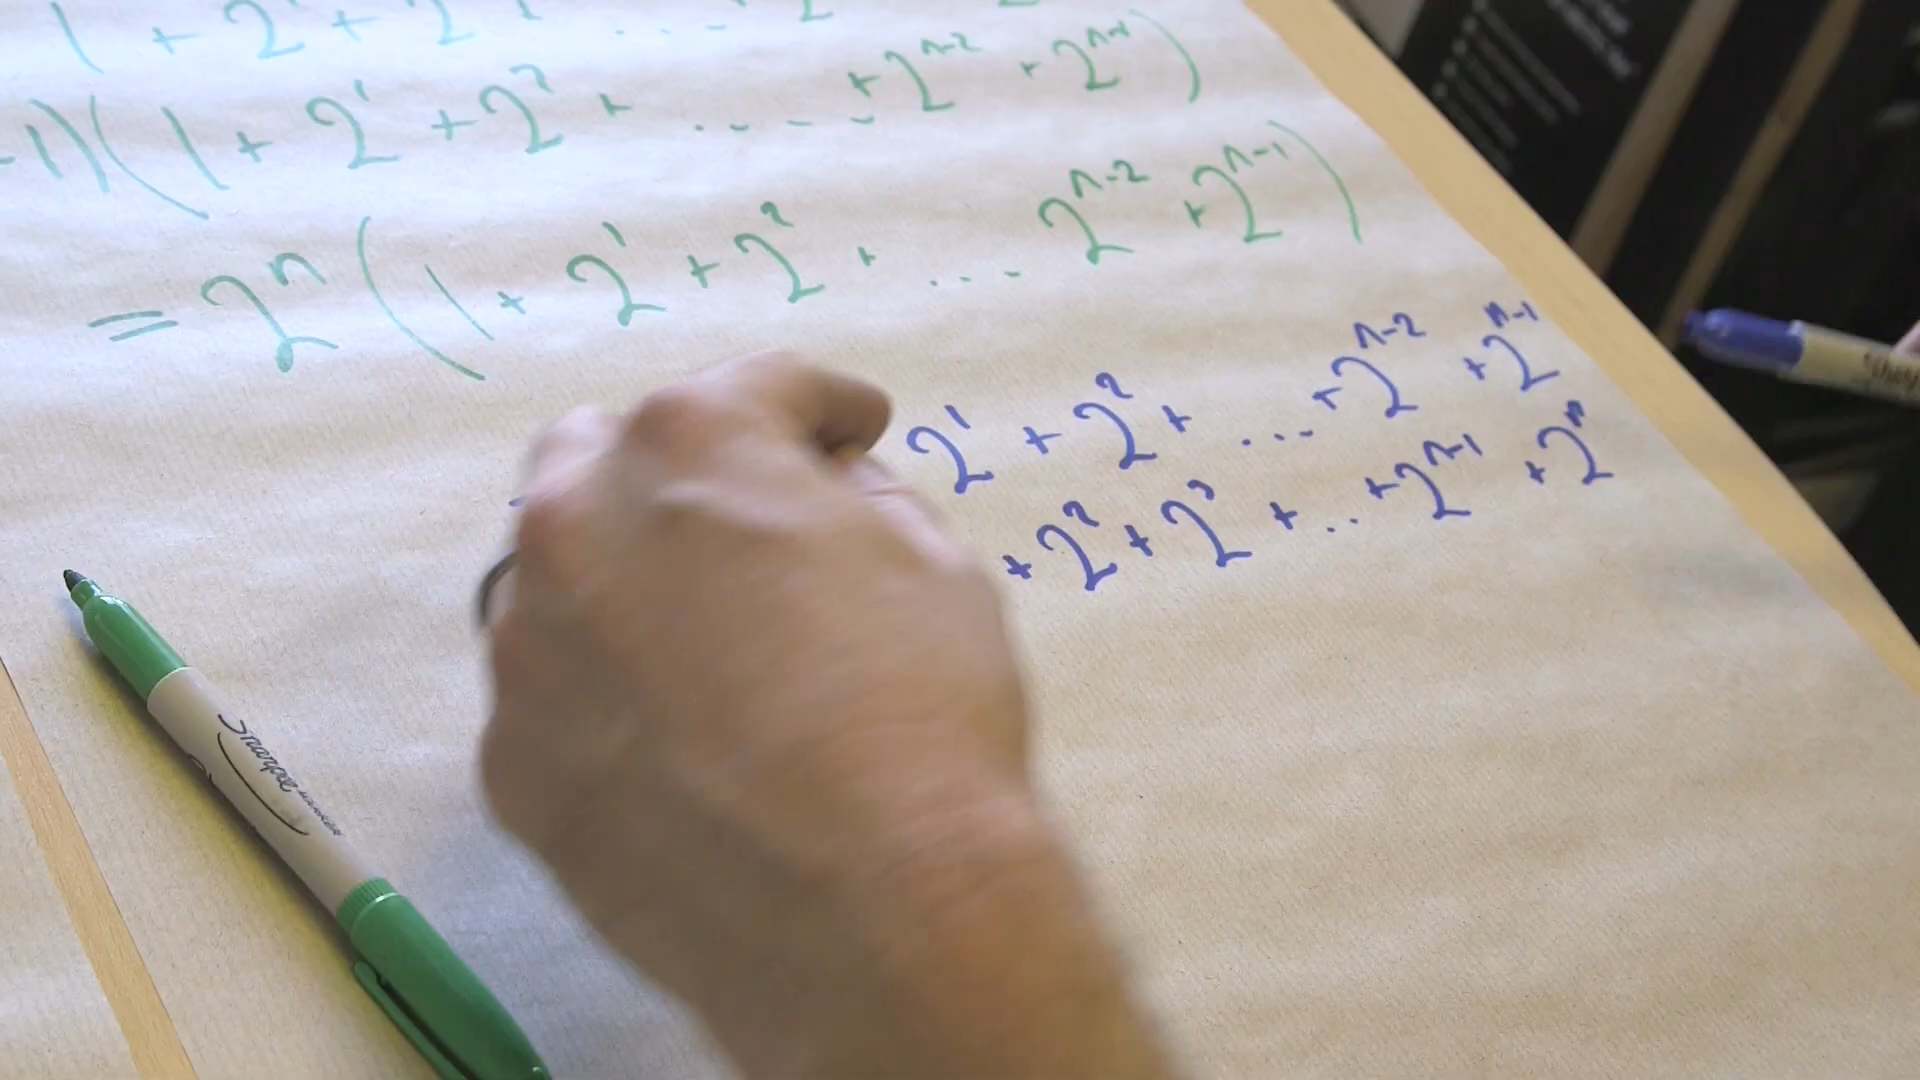 1 + 2 + 2² .... 2
-1)(1 + 2¹ + 2² + ..... + 2ⁿ⁻² + 2ⁿ⁻¹)
= 2ⁿ(1 + 2¹ + 2² + ... 2ⁿ⁻² + 2ⁿ⁻¹)
2¹ + 2² + ... + 2ⁿ⁻² + 2ⁿ⁻¹
+ 2² + 2³ + ... + 2ⁿ⁻¹ + 2ⁿ
Sharpie